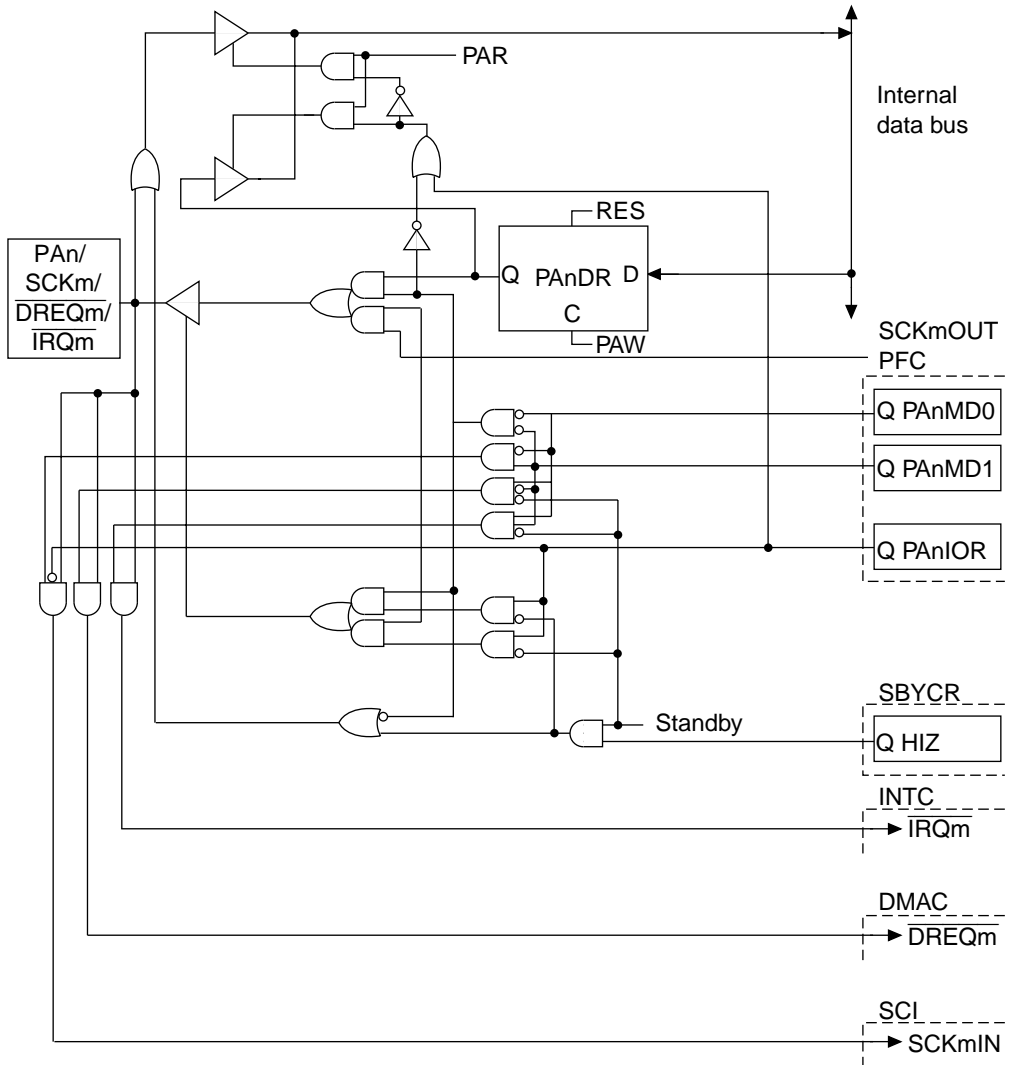 PAR
Internal
data bus
RES
PAn/
SCKm/
DREQm/
IRQm
Q PAnDR D
C
PAW
SCKmOUT
PFC
Q PAnMD0
Q PAnMD1
Q PAnIOR
SBYCR
Standby
Q HIZ
INTC
IRQm
DMAC
DREQm
SCI
SCKmIN